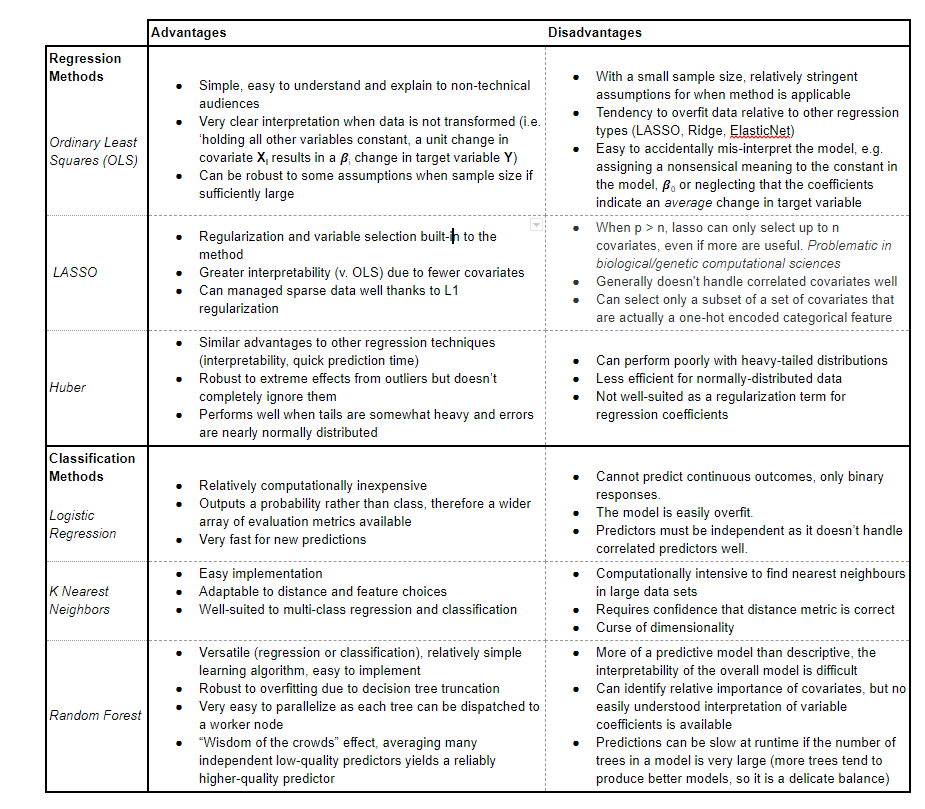 Advantages
Disadvantages
Regression
Methods
Ordinary Least
Squares (OLS)
● Simple, easy to understand and explain to non-technical
audiences
● Very clear interpretation when data is not transformed (i.e.
‘holding all other variables constant, a unit change in
covariate Xᵢ results in a βᵢ change in target variable Y)
● Can be robust to some assumptions when sample size if
sufficiently large
● With a small sample size, relatively stringent
assumptions for when method is applicable
● Tendency to overfit data relative to other regression
types (LASSO, Ridge, ElasticNet)
● Easy to accidentally mis-interpret the model, e.g.
assigning a nonsensical meaning to the constant in
the model, β₀ or neglecting that the coefficients
indicate an average change in target variable
LASSO
● Regularization and variable selection built-in to the
method
● Greater interpretability (v. OLS) due to fewer covariates
● Can managed sparse data well thanks to L1
regularization
● When p > n, lasso can only select up to n
covariates, even if more are useful. Problematic in
biological/genetic computational sciences
● Generally doesn't handle correlated covariates well
● Can select only a subset of a set of covariates that
are actually a one-hot encoded categorical feature
Huber
● Similar advantages to other regression techniques
(interpretability, quick prediction time)
● Robust to extreme effects from outliers but doesn’t
completely ignore them
● Performs well when tails are somewhat heavy and errors
are nearly normally distributed
● Can perform poorly with heavy-tailed distributions
● Less efficient for normally-distributed data
● Not well-suited as a regularization term for
regression coefficients
Classification
Methods
Logistic
Regression
● Relatively computationally inexpensive
● Outputs a probability rather than class, therefore a wider
array of evaluation metrics available
● Very fast for new predictions
● Cannot predict continuous outcomes, only binary
responses.
● The model is easily overfit.
● Predictors must be independent as it doesn’t handle
correlated predictors well.
K Nearest
Neighbors
● Easy implementation
● Adaptable to distance and feature choices
● Well-suited to multi-class regression and classification
● Computationally intensive to find nearest neighbours
in large data sets
● Requires confidence that distance metric is correct
● Curse of dimensionality
Random Forest
● Versatile (regression or classification), relatively simple
learning algorithm, easy to implement
● Robust to overfitting due to decision tree truncation
● Very easy to parallelize as each tree can be dispatched to
a worker node
● “Wisdom of the crowds” effect, averaging many
independent low-quality predictors yields a reliably
higher-quality predictor
● More of a predictive model than descriptive, the
interpretability of the overall model is difficult
● Can identify relative importance of covariates, but no
easily understood interpretation of variable
coefficients is available
● Predictions can be slow at runtime if the number of
trees in a model is very large (more trees tend to
produce better models, so it is a delicate balance)